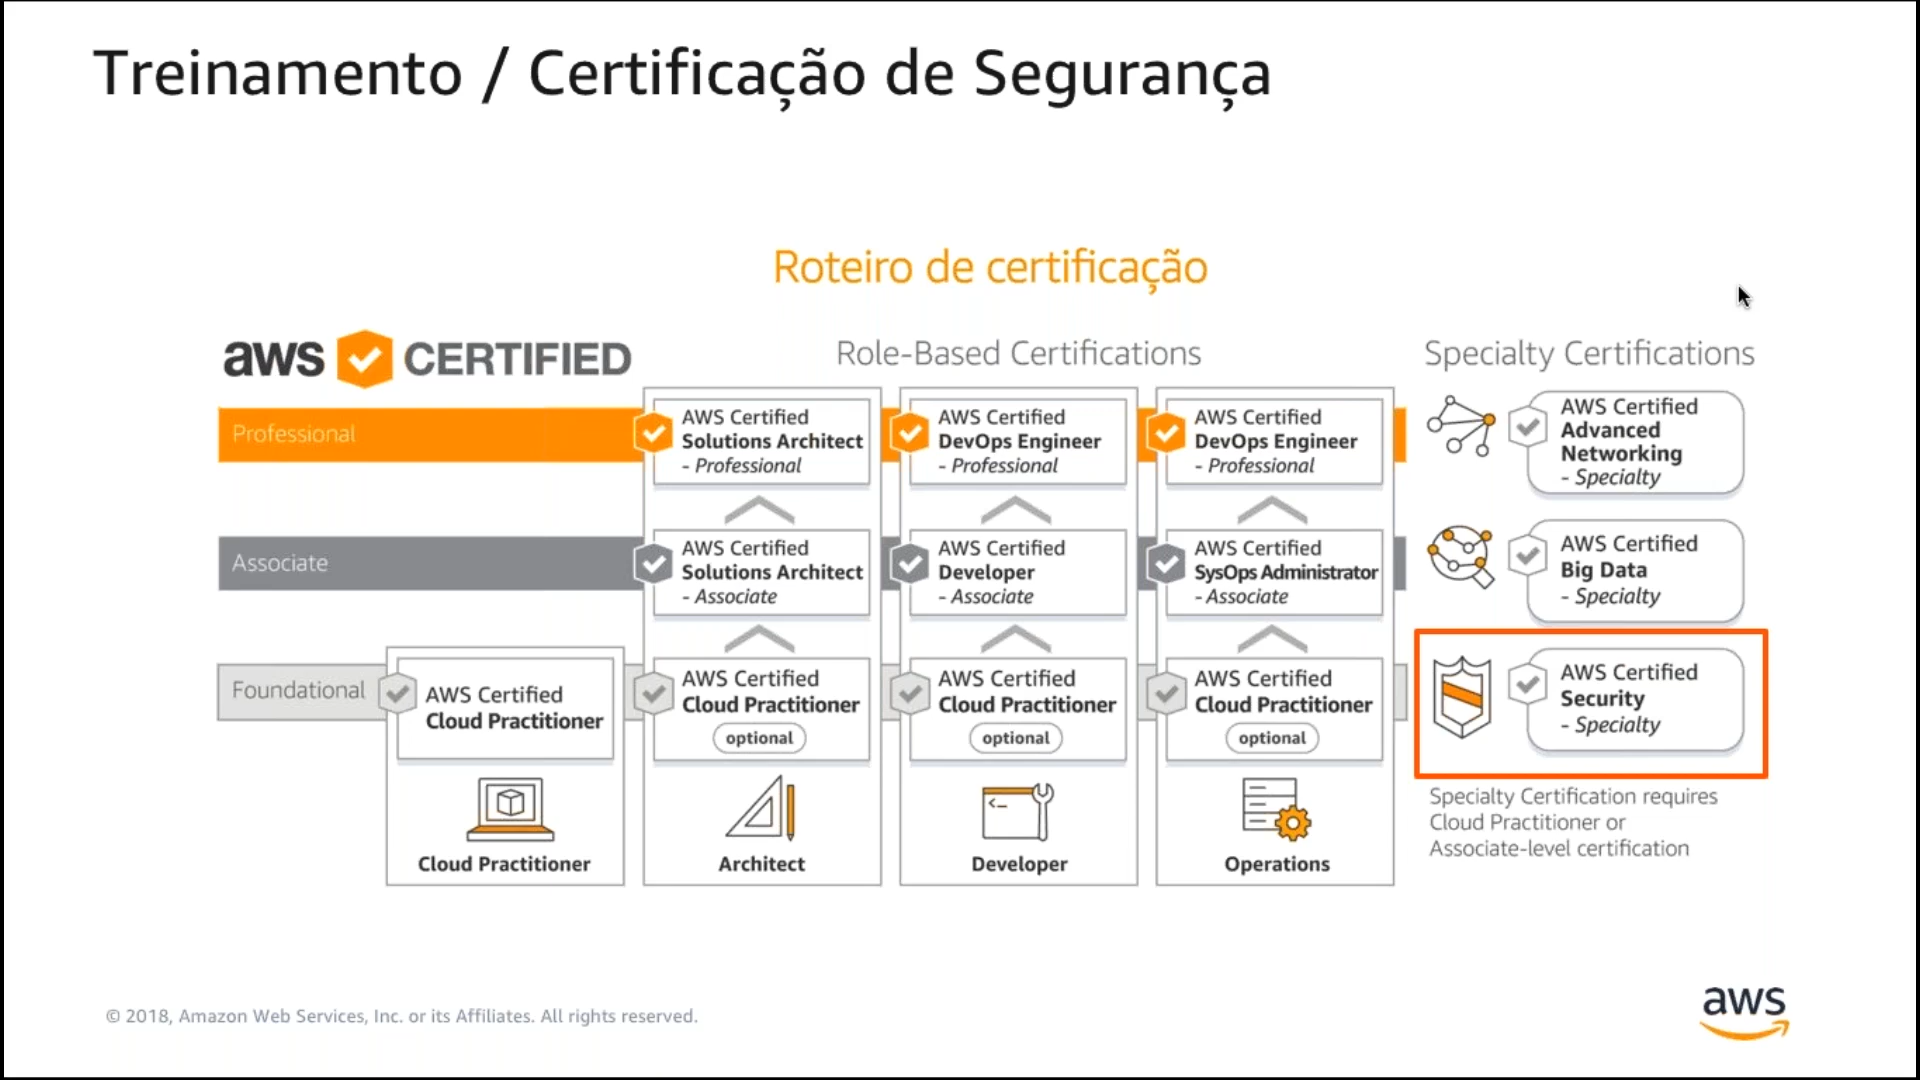 Treinamento / Certificação de Segurança
Roteiro de certificação
aws CERTIFIED
Role-Based Certifications
Specialty Certifications
Professional
AWS Certified
Solutions Architect
- Professional
AWS Certified
DevOps Engineer
- Professional
AWS Certified
DevOps Engineer
- Professional
AWS Certified
Advanced
Networking
- Specialty
Associate
AWS Certified
Solutions Architect
- Associate
AWS Certified
Developer
- Associate
AWS Certified
SysOps Administrator
- Associate
AWS Certified
Big Data
- Specialty
Foundational
AWS Certified
Cloud Practitioner
AWS Certified
Cloud Practitioner
optional
AWS Certified
Cloud Practitioner
optional
AWS Certified
Cloud Practitioner
optional
AWS Certified
Security
- Specialty
Cloud Practitioner
Architect
Developer
Operations
Specialty Certification requires
Cloud Practitioner or
Associate-level certification
© 2018, Amazon Web Services, Inc. or its Affiliates. All rights reserved.
aws